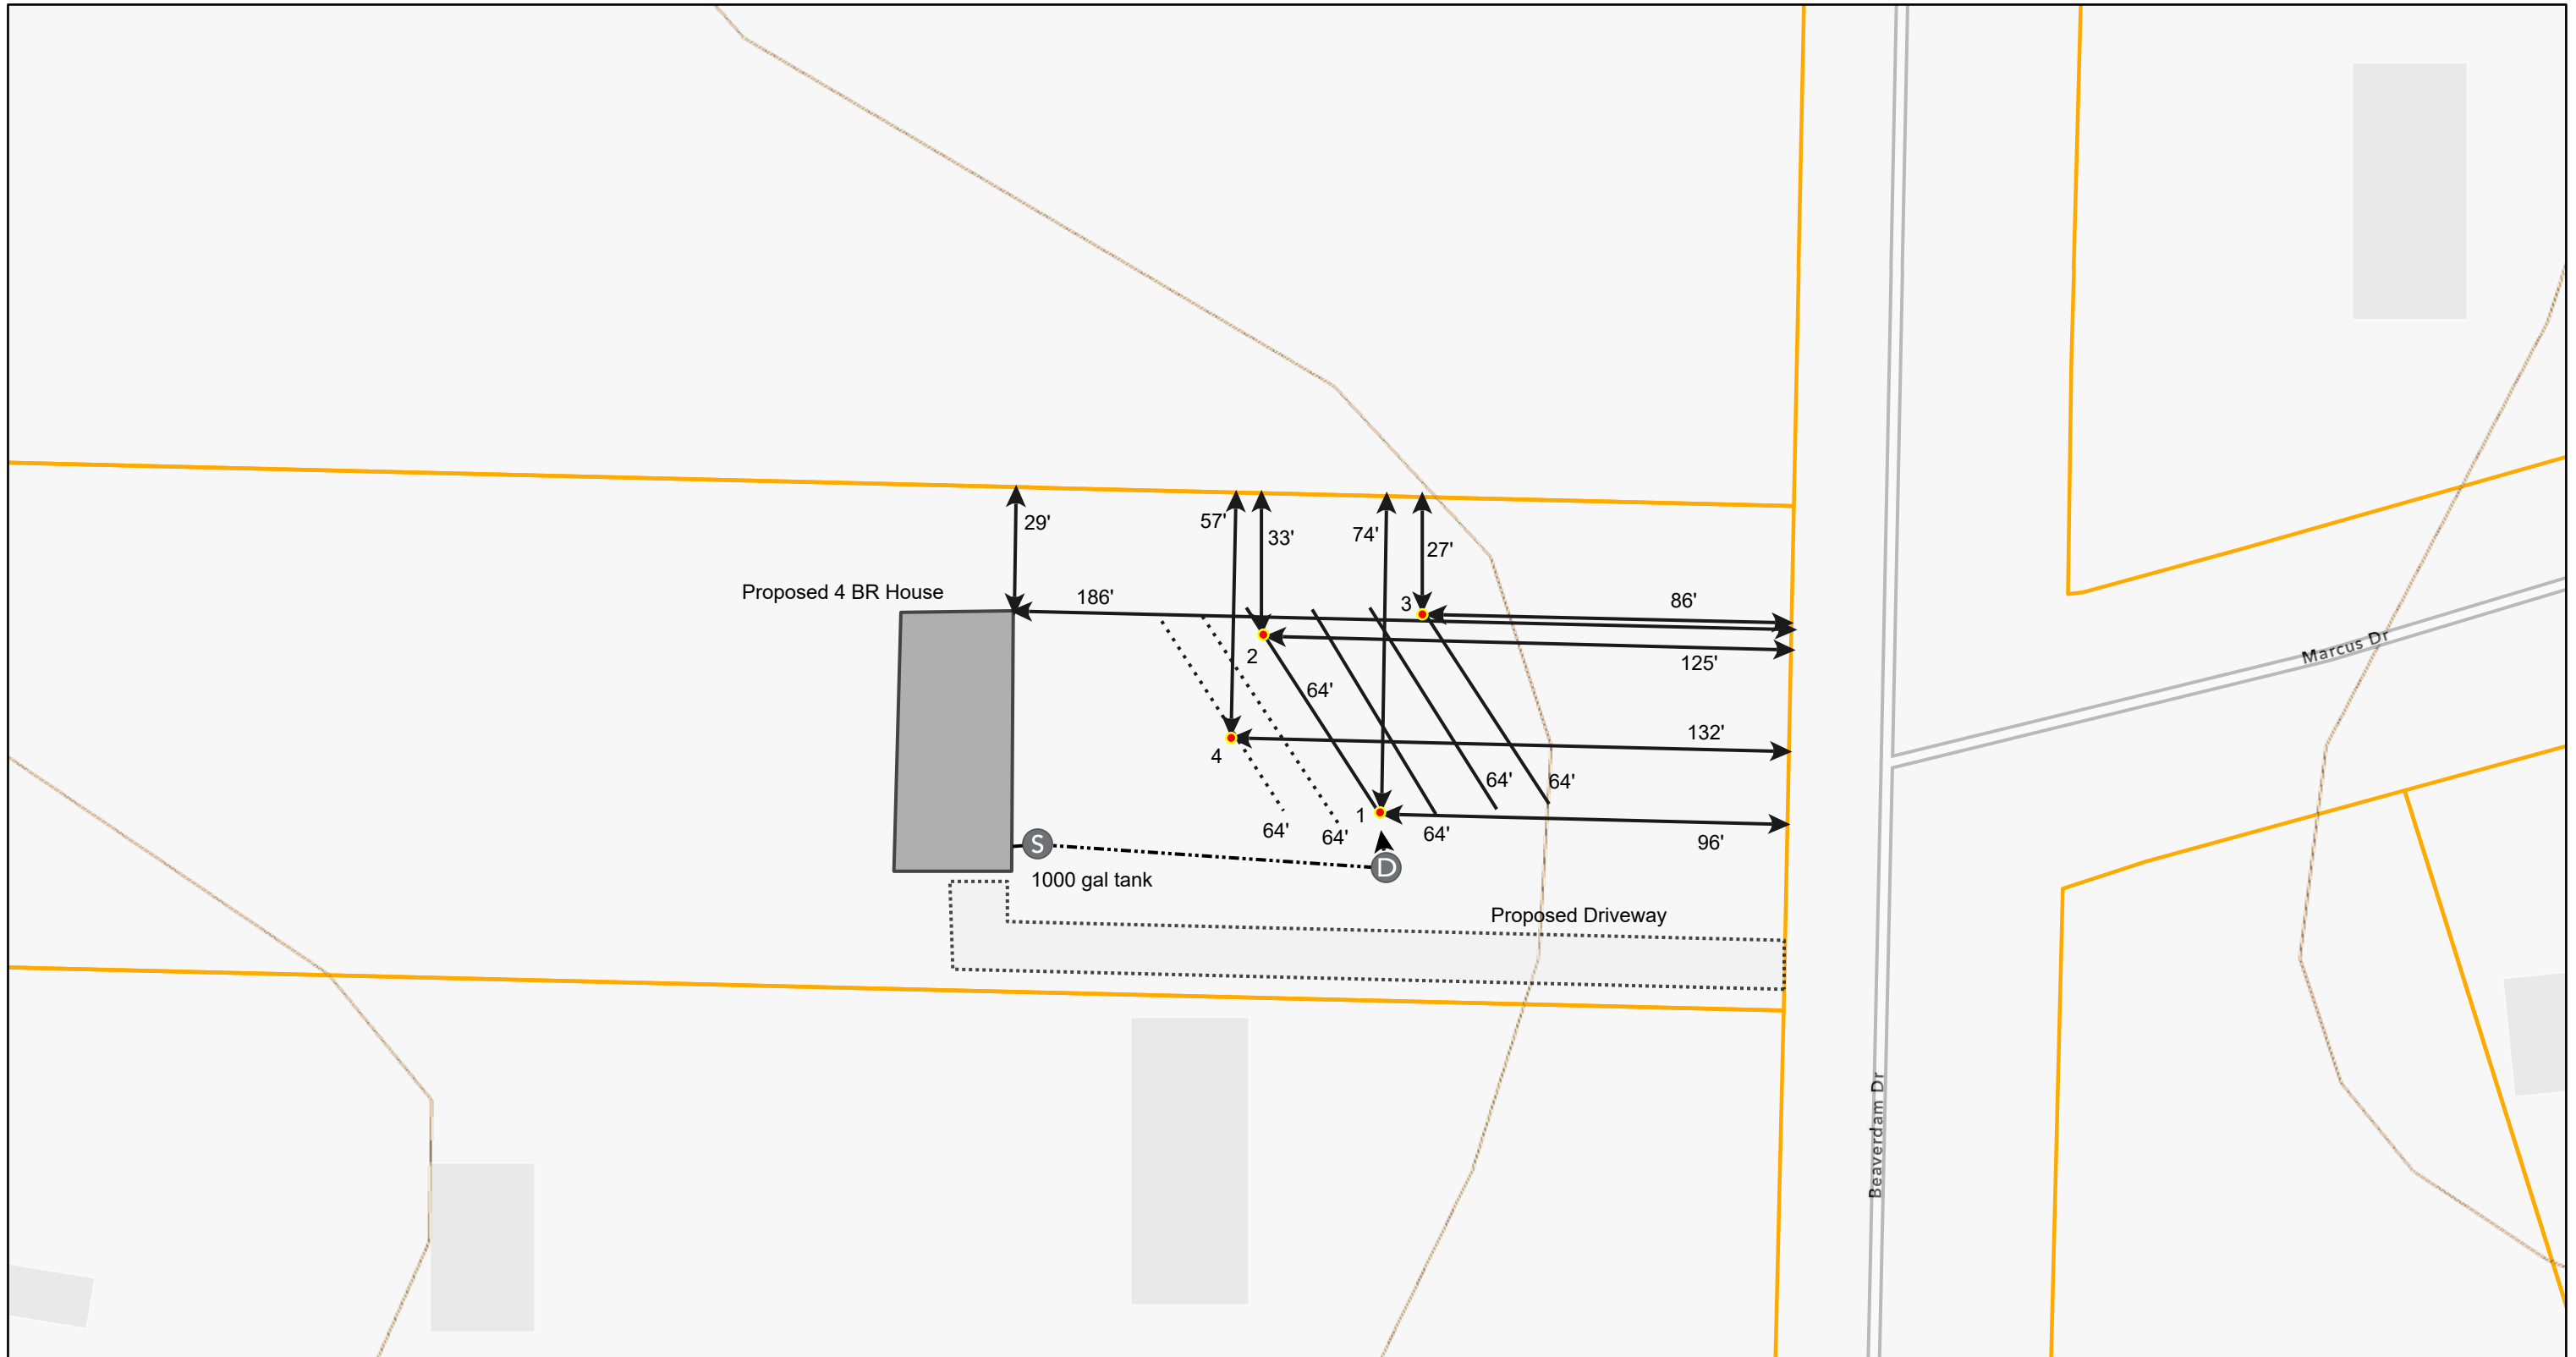 29'
57'
33'
74'
27'
Proposed 4 BR House
186'
3
86'
2
125'
64'
Marcus Dr
4
132'
64'
64'
1
64'
64'
64'
96'
S
D
1000 gal tank
Proposed Driveway
Beaverdam Dr